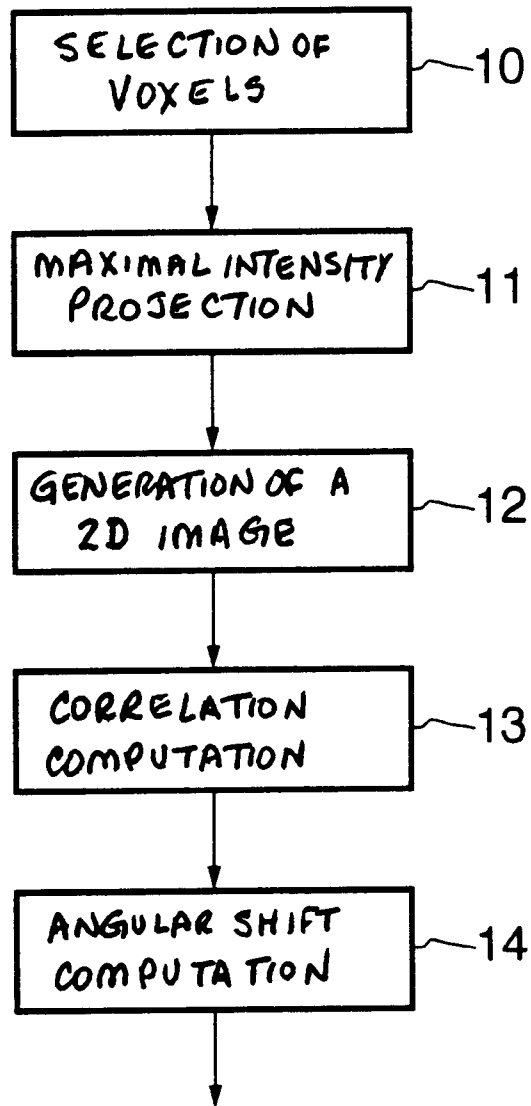 SELECTION OF
VOXELS
10
MAXIMAL INTENSITY
PROJECTION
11
GENERATION OF A
2D IMAGE
12
CORRELATION
COMPUTATION
13
ANGULAR SHIFT
COMPUTATION
14